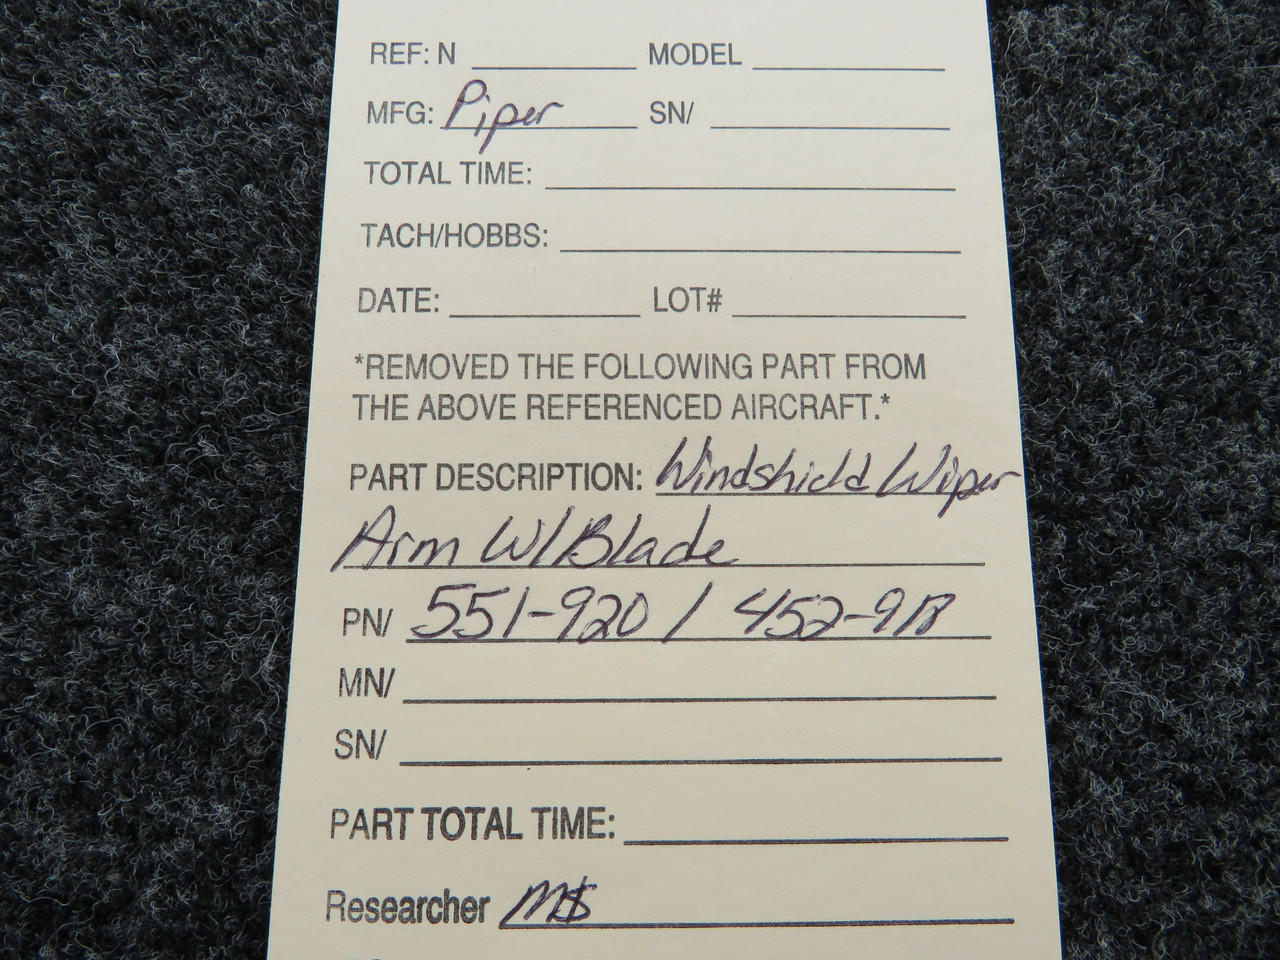 REF: N MODEL
MFG: Piper SN/
TOTAL TIME:
TACH/HOBBS:
DATE: LOT#
*REMOVED THE FOLLOWING PART FROM
THE ABOVE REFERENCED AIRCRAFT.*
PART DESCRIPTION: Windshield Wiper
Arm W/Blade
PN/ 551-920 / 452-918
MN/
SN/
PART TOTAL TIME:
Researcher